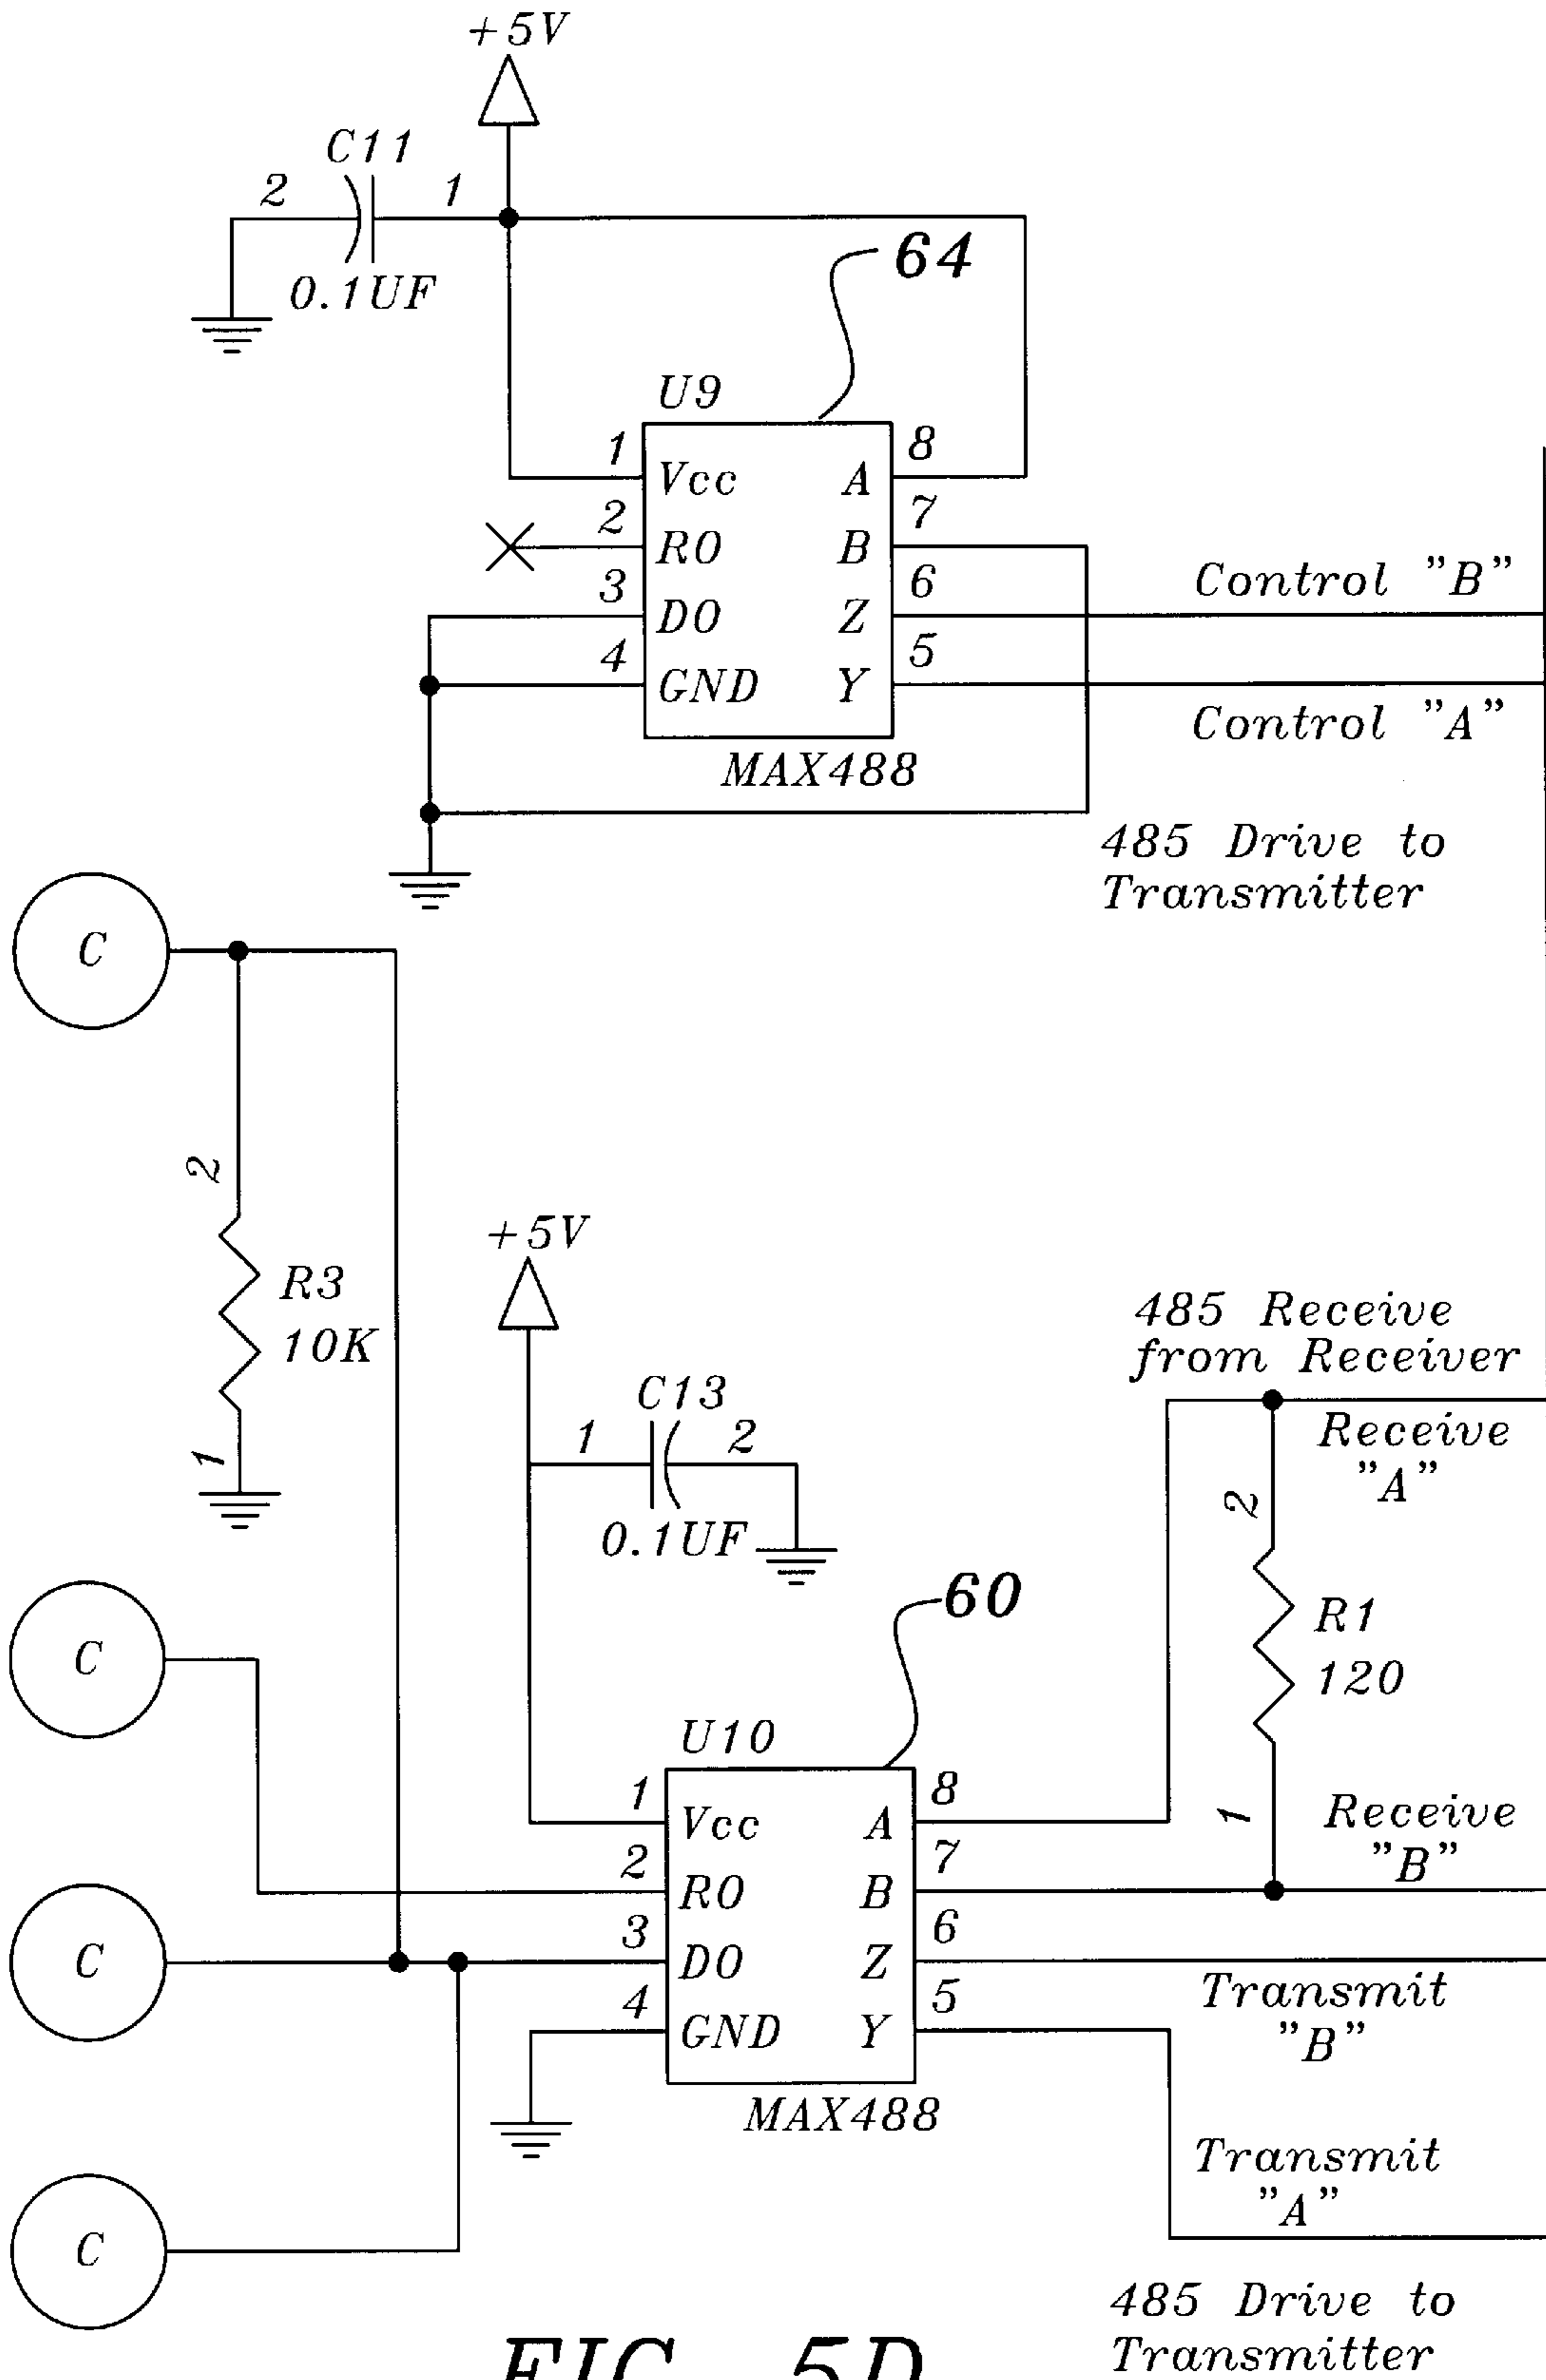 +5V
C11
2 1
0.1UF
64
U9
1 Vcc A 8
2 RO B 7
3 DO Z 6
4 GND Y 5
MAX488
Control "B"
Control "A"
485 Drive to
Transmitter
C
2
R3
10K
1
+5V
C13
1 2
0.1UF
485 Receive
from Receiver
Receive
"A"
2
R1
120
1
Receive
"B"
60
U10
C
1 Vcc A 8
2 RO B 7
C
3 DO Z 6
4 GND Y 5
MAX488
Transmit
"B"
Transmit
"A"
C
485 Drive to
Transmitter
FIG. 5D